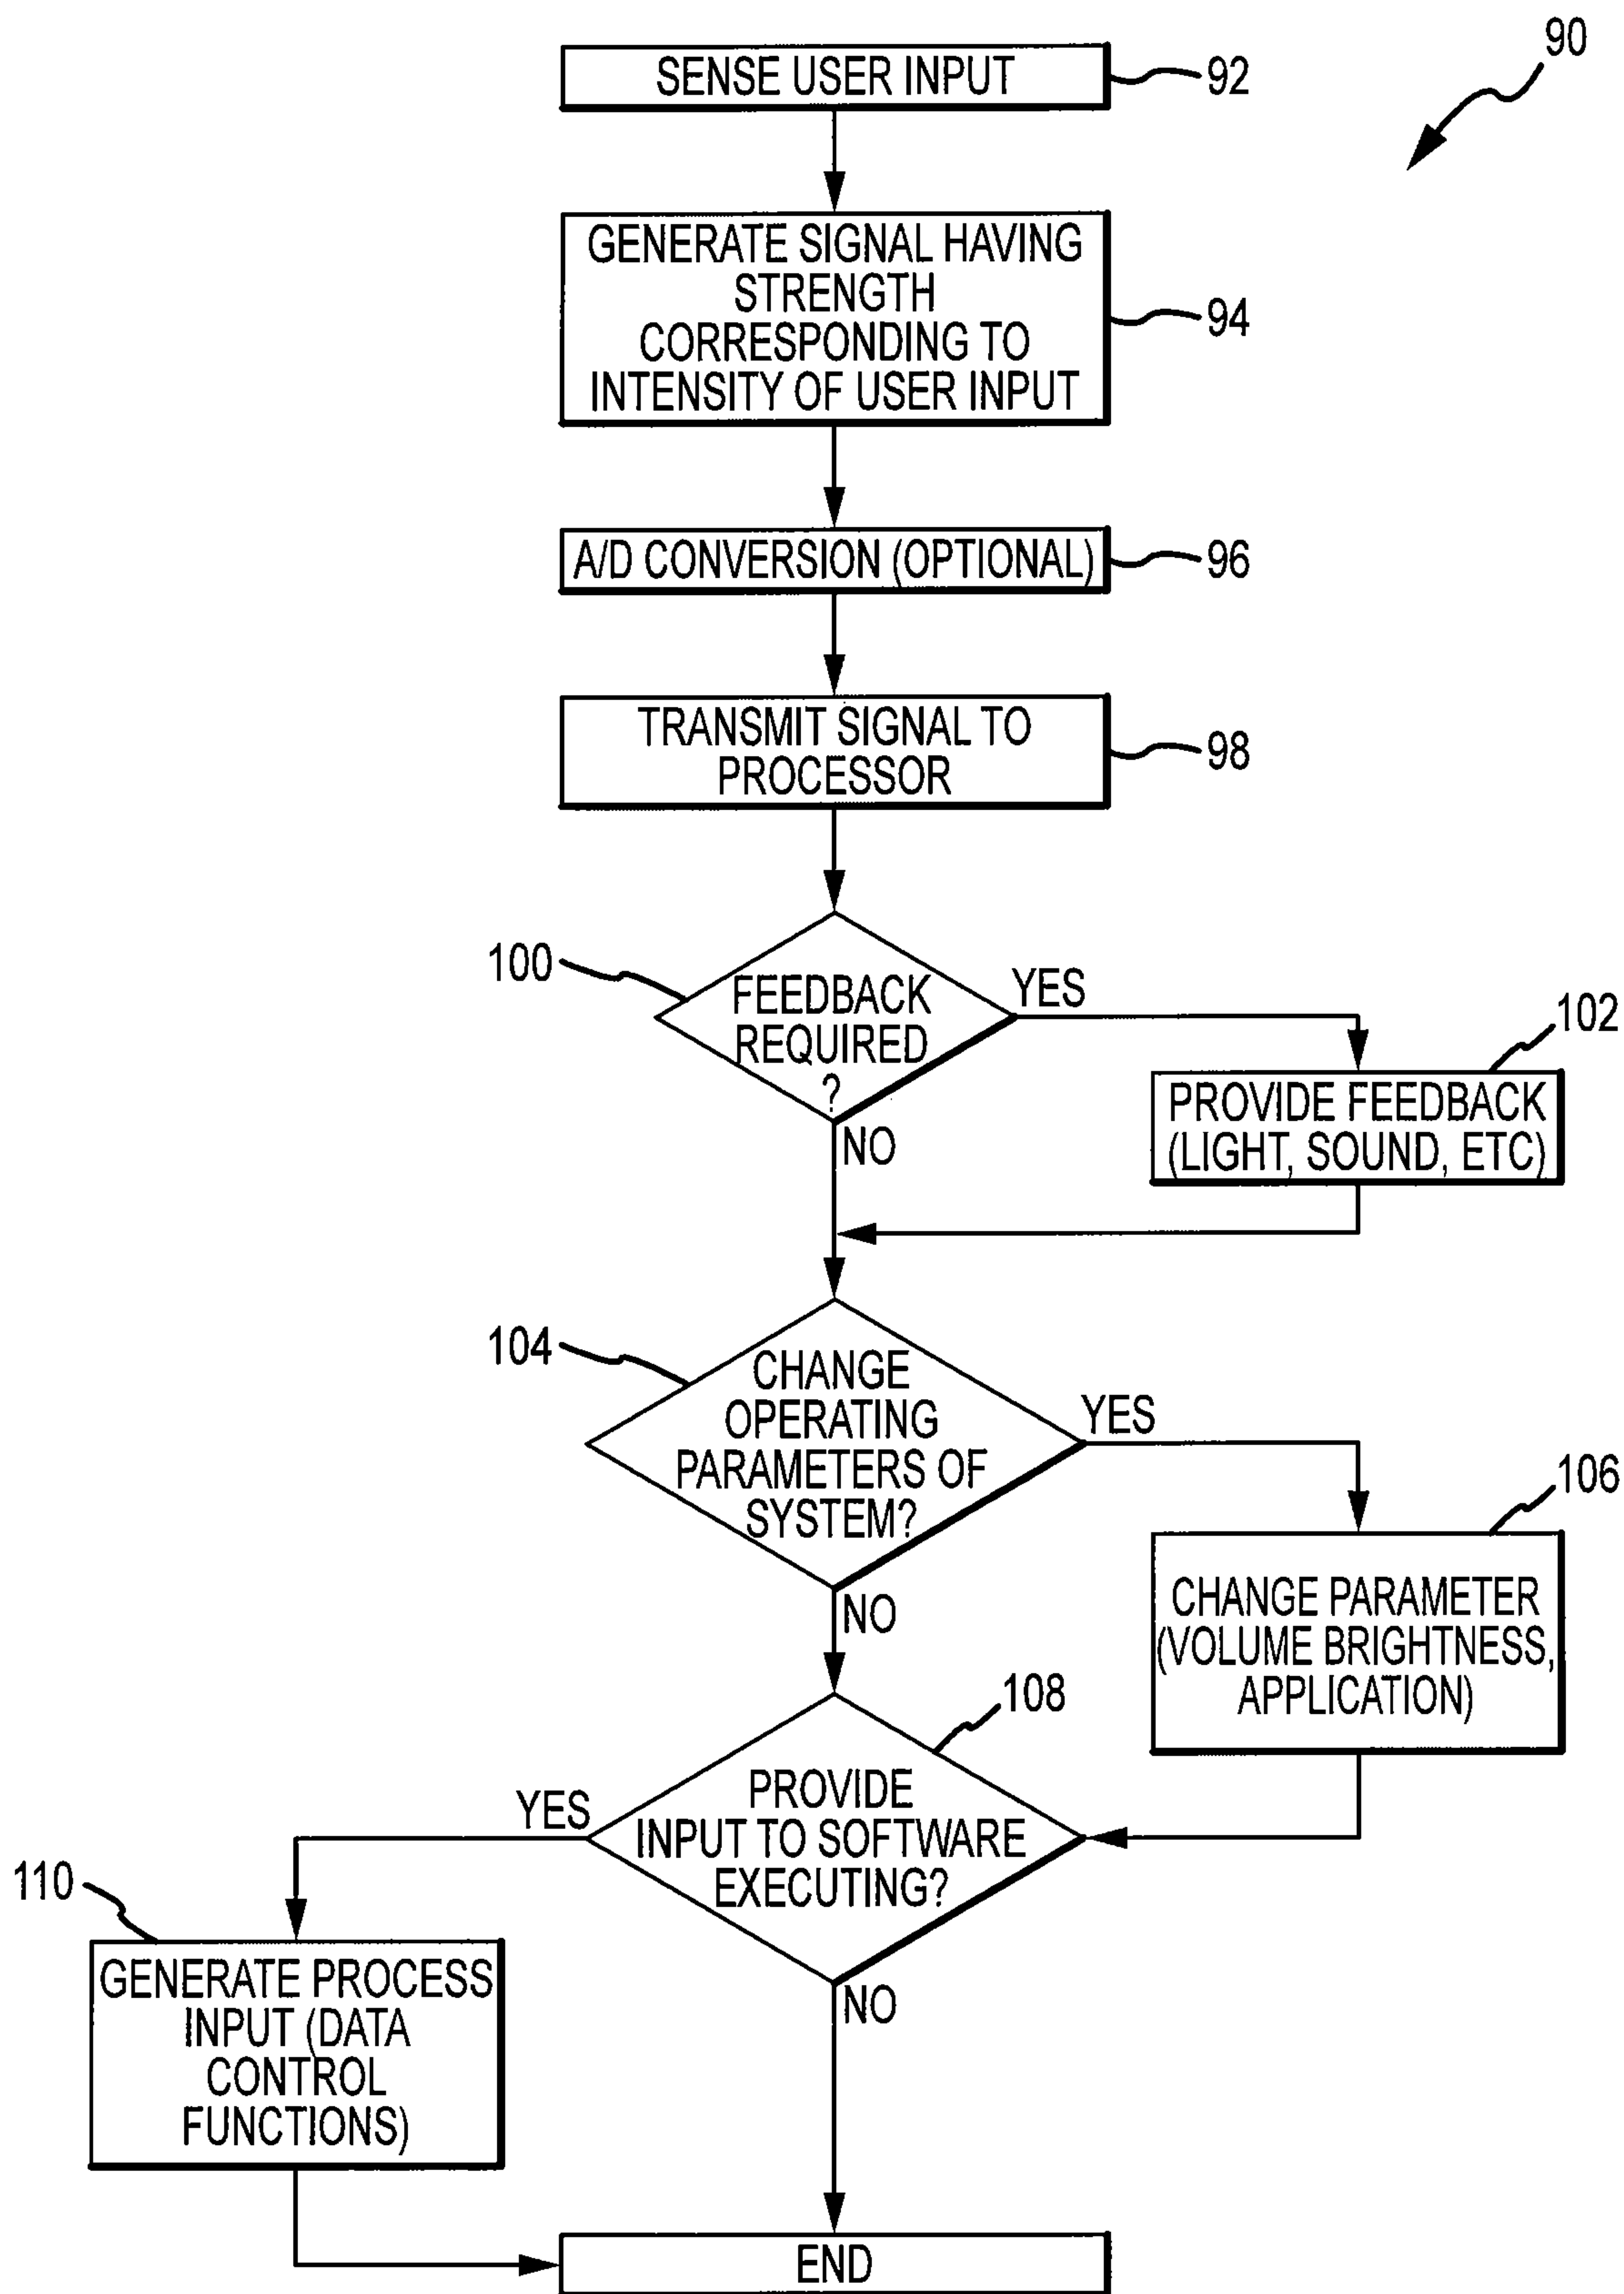 90
SENSE USER INPUT
92
GENERATE SIGNAL HAVING
STRENGTH
CORRESPONDING TO
INTENSITY OF USER INPUT
94
A/D CONVERSION (OPTIONAL)
96
TRANSMIT SIGNAL TO
PROCESSOR
98
100
FEEDBACK
REQUIRED
?
YES
NO
102
PROVIDE FEEDBACK
(LIGHT, SOUND, ETC)
104
CHANGE
OPERATING
PARAMETERS OF
SYSTEM?
YES
NO
106
CHANGE PARAMETER
(VOLUME BRIGHTNESS,
APPLICATION)
108
PROVIDE
INPUT TO SOFTWARE
EXECUTING?
YES
NO
110
GENERATE PROCESS
INPUT (DATA
CONTROL
FUNCTIONS)
END